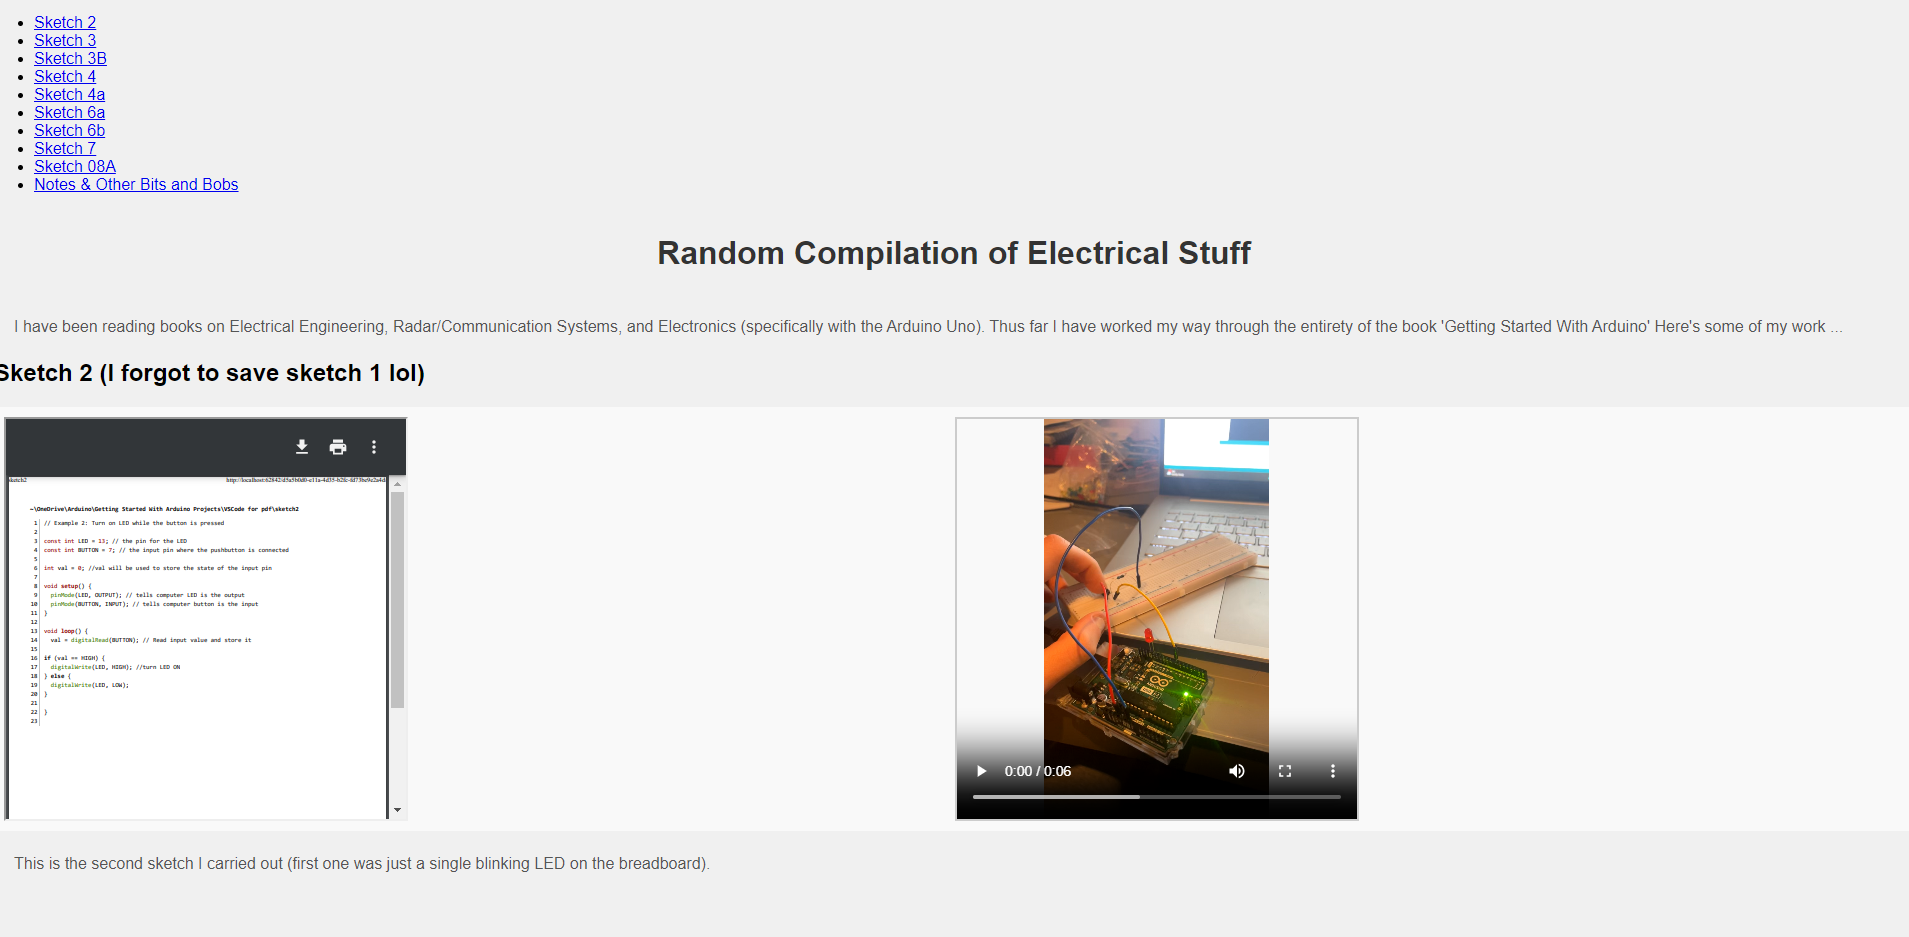 Sketch 2
Sketch 3
Sketch 3B
Sketch 4
Sketch 4a
Sketch 6a
Sketch 6b
Sketch 7
Sketch 08A
Notes & Other Bits and Bobs
Random Compilation of Electrical Stuff
I have been reading books on Electrical Engineering, Radar/Communication Systems, and Electronics (specifically with the Arduino Uno). Thus far I have worked my way through the entirety of the book 'Getting Started With Arduino' Here's some of my work ...
Sketch 2 (I forgot to save sketch 1 lol)
sketch2
~\OneDrive\Arduino\Getting Started With Arduino Projects\VSCode for pdf\sketch2
1 // Example 2: Turn on LED while the button is pressed
2
3 const int LED = 13; // the pin for the LED
4 const int BUTTON = 7; // the input pin where the pushbutton is connected
5
6 int val = 0; //val will be used to store the state of the input pin
7
8 void setup() {
9 pinMode(LED, OUTPUT); // tells computer LED is the output
10 pinMode(BUTTON, INPUT); // tells computer button is the input
11 }
12
13 void loop() {
14 val = digitalRead(BUTTON); // Read input value and store it
15
16 if (val == HIGH) {
17 digitalWrite(LED, HIGH); //turn LED ON
18 } else {
19 digitalWrite(LED, LOW);
20 }
21
22 }
23
0:00 / 0:06
This is the second sketch I carried out (first one was just a single blinking LED on the breadboard).